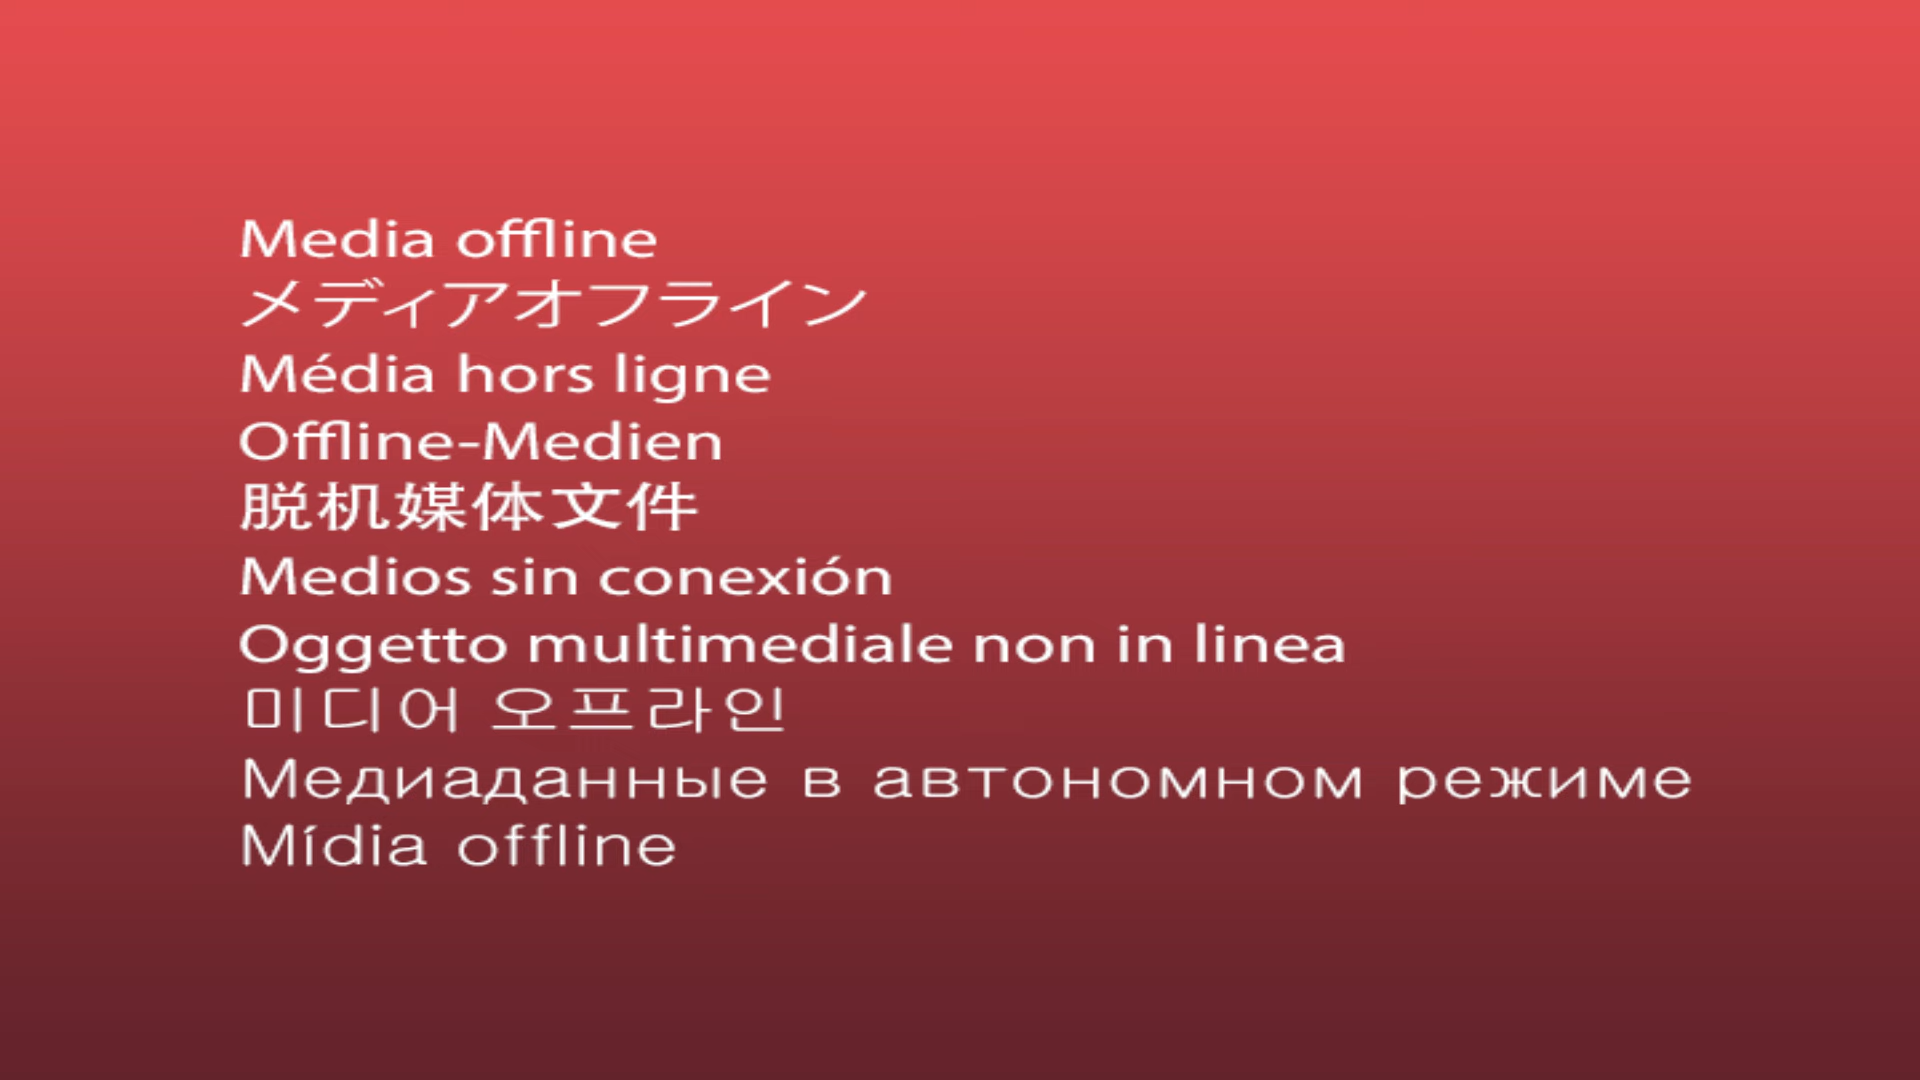 Media offline
メディアオフライン
Média hors ligne
Offline-Medien
脱机媒体文件
Medios sin conexión
Oggetto multimediale non in linea
미디어 오프라인
Медиаданные в автономном режиме
Mídia offline